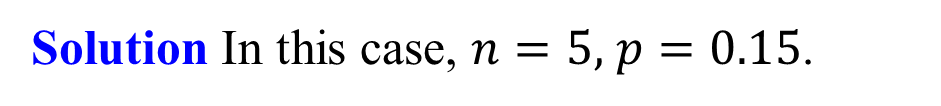 Solution In this case, n = 5, p = 0.15.